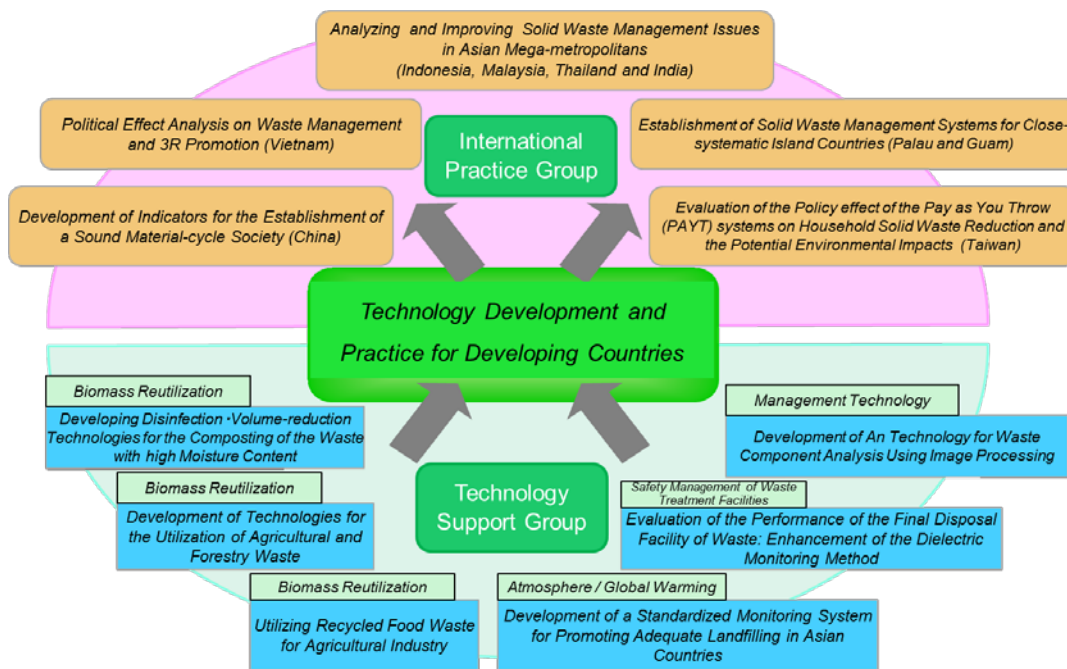 Analyzing and Improving Solid Waste Management Issues
in Asian Mega-metropolitans
(Indonesia, Malaysia, Thailand and India)
Political Effect Analysis on Waste Management
and 3R Promotion (Vietnam)
International
Practice Group
Establishment of Solid Waste Management Systems for Close-
systematic Island Countries (Palau and Guam)
Development of Indicators for the Establishment of
a Sound Material-cycle Society (China)
Evaluation of the Policy effect of the Pay as You Throw
(PAYT) systems on Household Solid Waste Reduction and
the Potential Environmental Impacts (Taiwan)
Technology Development and
Practice for Developing Countries
Biomass Reutilization
Developing Disinfection ・Volume-reduction
Technologies for the Composting of the Waste
with high Moisture Content
Management Technology
Development of An Technology for Waste
Component Analysis Using Image Processing
Biomass Reutilization
Development of Technologies for
the Utilization of Agricultural and
Forestry Waste
Technology
Support Group
Safety Management of Waste
Treatment Facilities
Evaluation of the Performance of the Final Disposal
Facility of Waste: Enhancement of the Dielectric
Monitoring Method
Biomass Reutilization
Utilizing Recycled Food Waste
for Agricultural Industry
Atmosphere / Global Warming
Development of a Standardized Monitoring System
for Promoting Adequate Landfilling in Asian
Countries